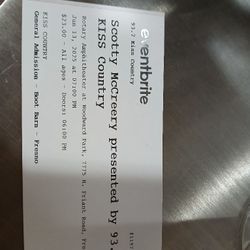 eventbrite
93.7 Kiss Country
Scotty McCreery presented by 93.
KISS Country
Rotary Amphitheater at Woodward Park, 7775 N. Friant Road, Fre
Jun 13, 2025 at 07:00 PM
$23.00 - All ages - Doors: 06:00 PM
KISS COUNTRY
General Admission - Boot Barn - Fresno